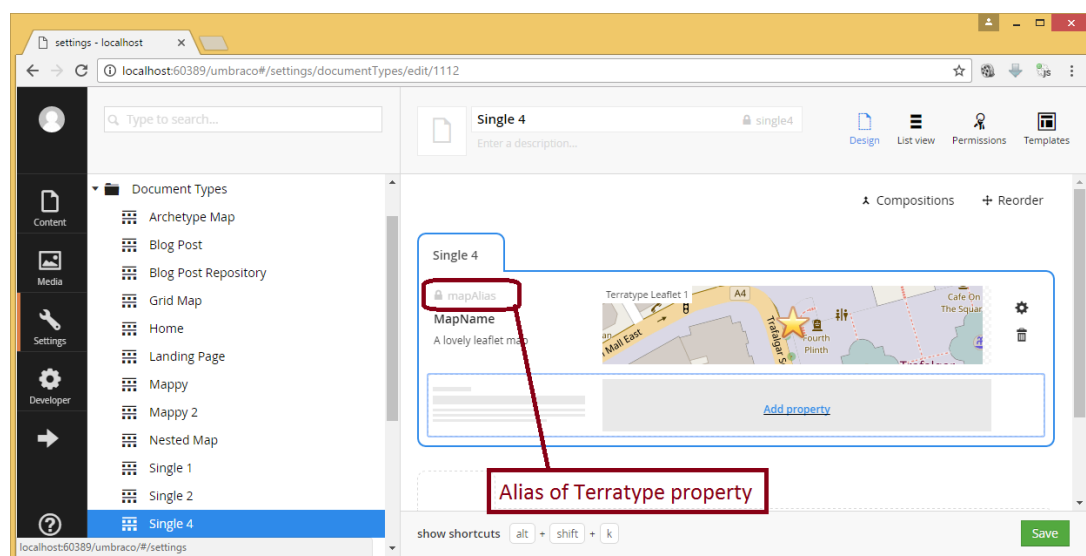 settings - localhost
localhost:60389/umbraco#/settings/documentTypes/edit/1112
js
Type to search...
Single 4
single4
Enter a description...
Design
List view
Permissions
Templates
Content
Media
Settings
Developer
Document Types
Archetype Map
Blog Post
Blog Post Repository
Grid Map
Home
Landing Page
Mappy
Mappy 2
Nested Map
Single 1
Single 2
Single 4
Compositions
Reorder
Single 4
mapAlias
MapName
A lovely leaflet map
Terratype Leaflet 1
A4
Cafe On
The Squar
Mall East
Trafalgar S
Fourth
Plinth
Add property
Alias of Terratype property
show shortcuts alt + shift + k
Save
localhost:60389/umbraco/#/settings